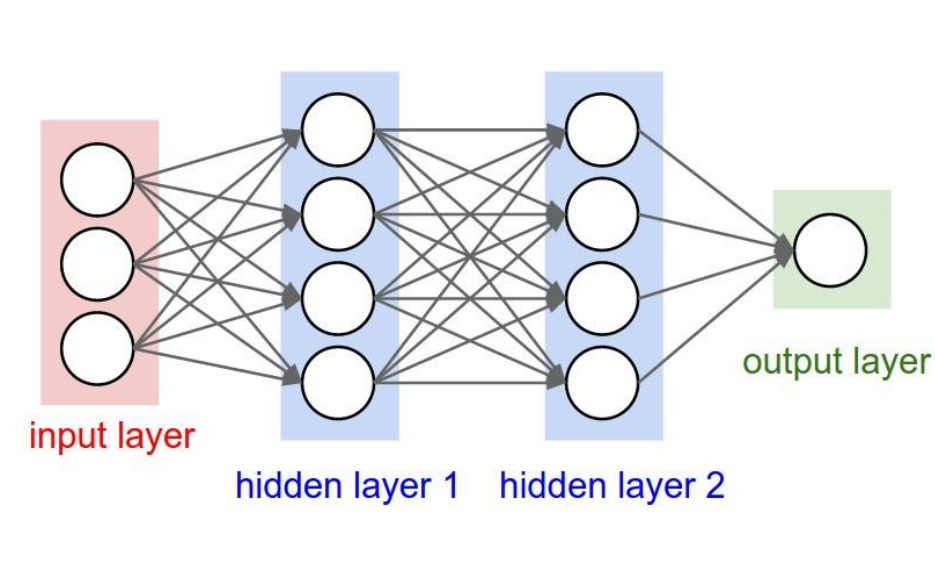 input layer
hidden layer 1
hidden layer 2
output layer